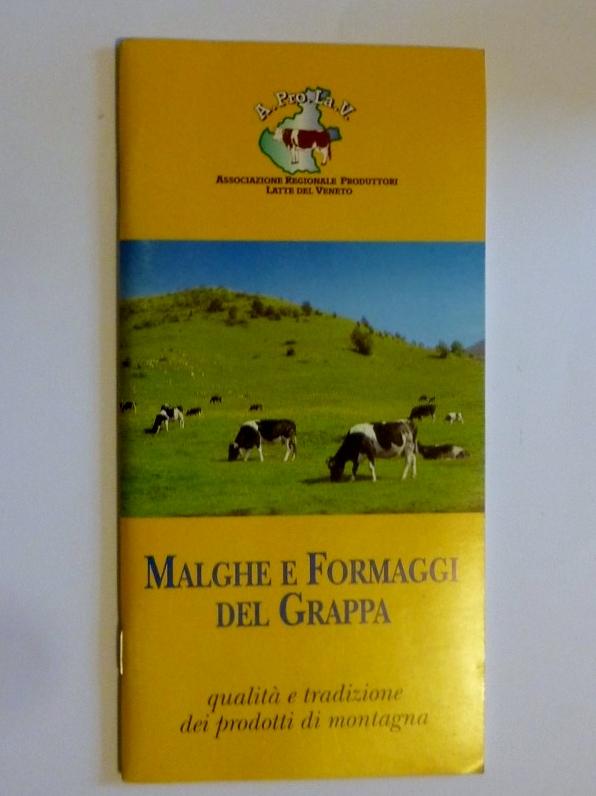 A.Pro.La.V.
Associazione Regionale Produttori
Latte del Veneto
Malghe e Formaggi
del Grappa
qualità e tradizione
dei prodotti di montagna